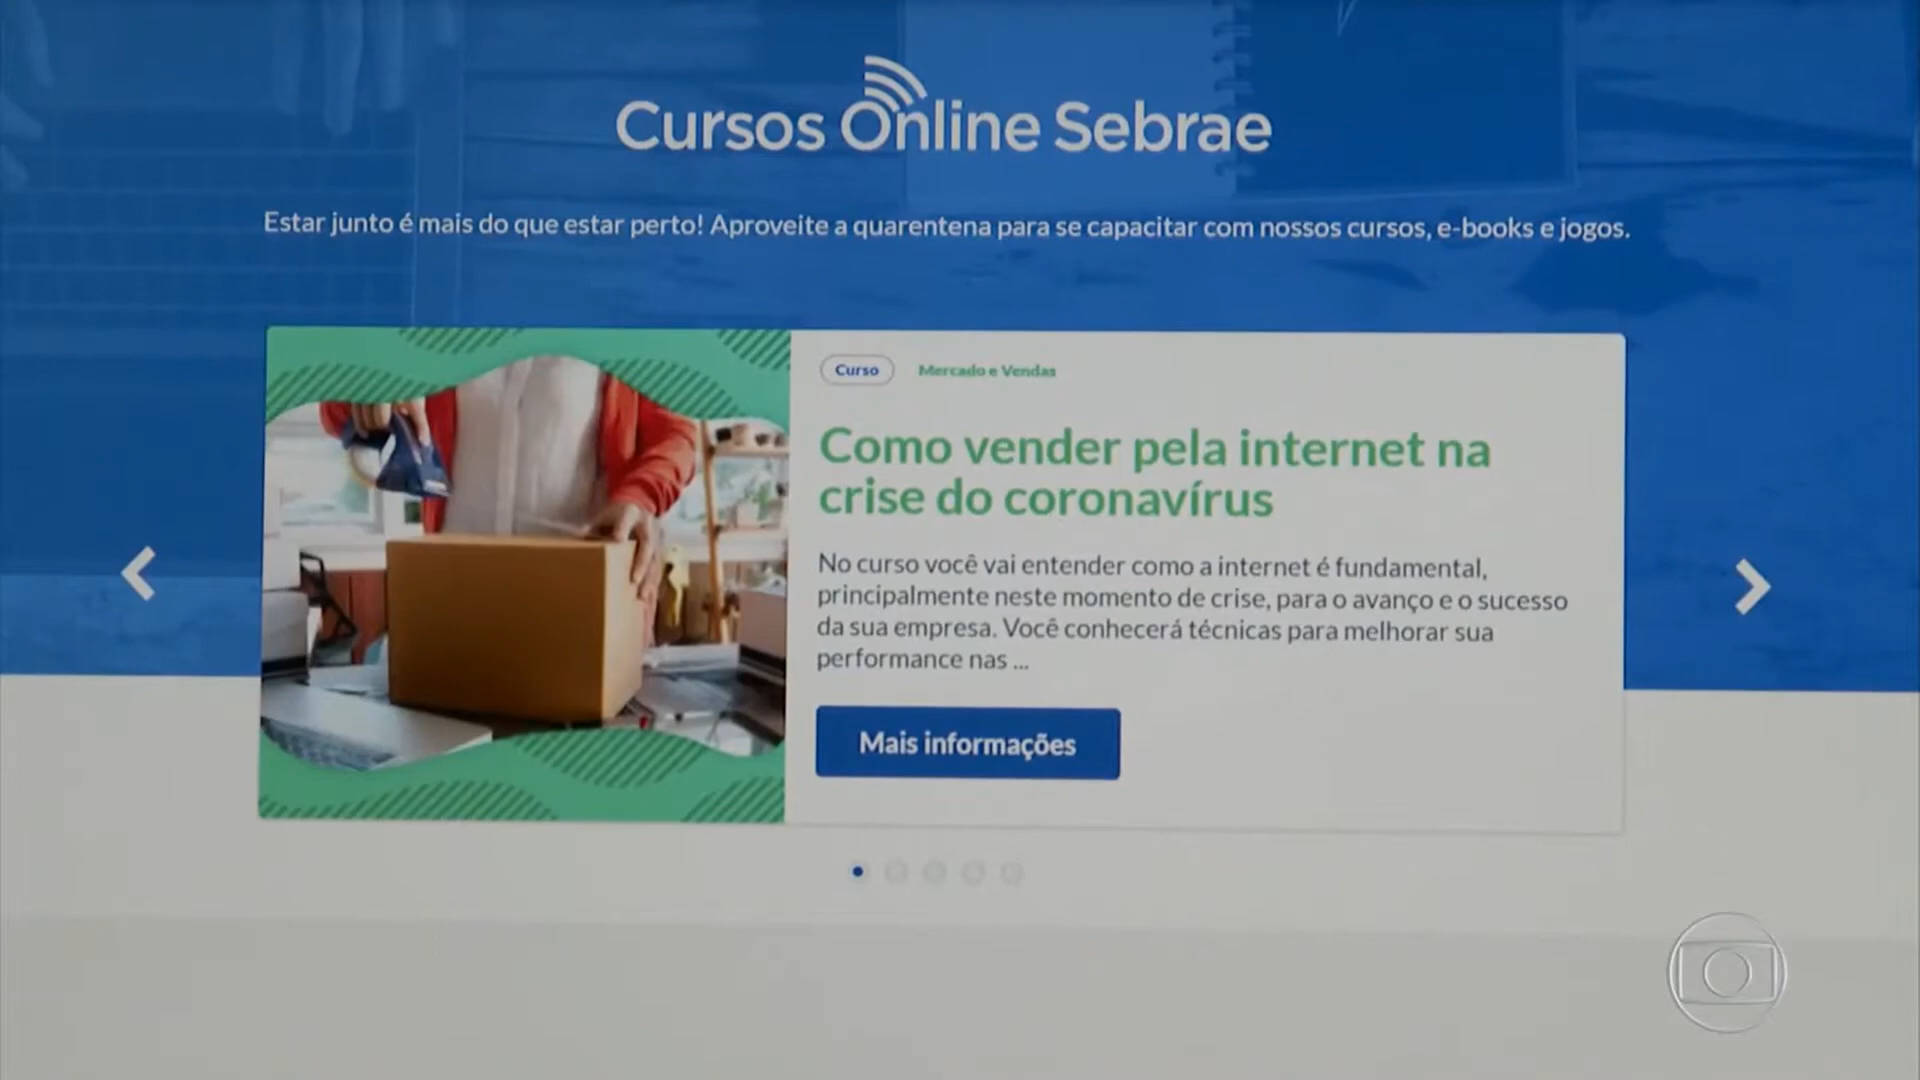 Cursos Online Sebrae
Estar junto é mais do que estar perto! Aproveite a quarentena para se capacitar com nossos cursos, e-books e jogos.
Curso Mercado e Vendas
Como vender pela internet na
crise do coronavírus
No curso você vai entender como a internet é fundamental,
principalmente neste momento de crise, para o avanço e o sucesso
da sua empresa. Você conhecerá técnicas para melhorar sua
performance nas ...
Mais informações